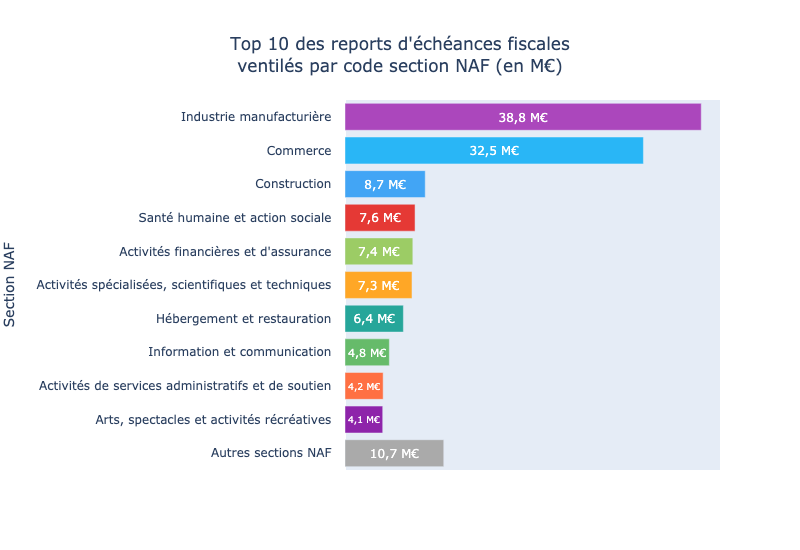 Top 10 des reports d'échéances fiscales
ventilés par code section NAF (en M€)
Section NAF
Industrie manufacturière 38,8 M€
Commerce 32,5 M€
Construction 8,7 M€
Santé humaine et action sociale 7,6 M€
Activités financières et d'assurance 7,4 M€
Activités spécialisées, scientifiques et techniques 7,3 M€
Hébergement et restauration 6,4 M€
Information et communication 4,8 M€
Activités de services administratifs et de soutien 4,2 M€
Arts, spectacles et activités récréatives 4,1 M€
Autres sections NAF 10,7 M€